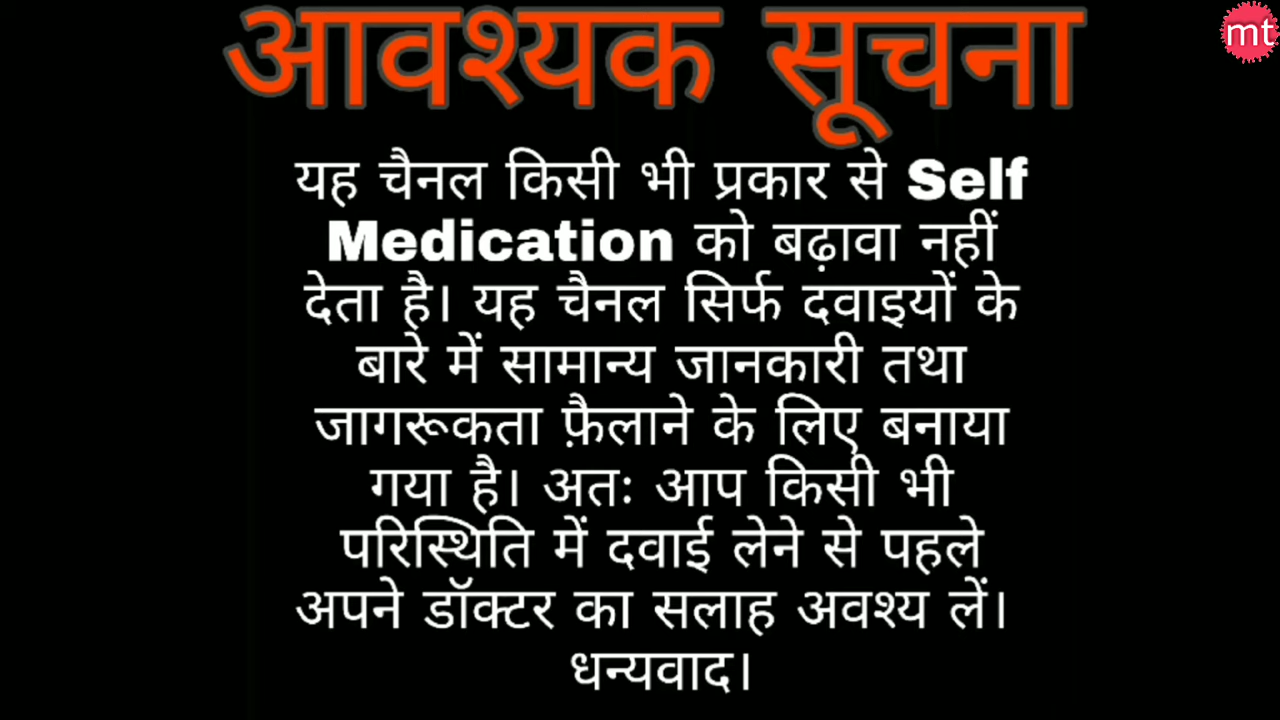 आवश्यक सूचना
mt
यह चैनल किसी भी प्रकार से Self
Medication को बढ़ावा नहीं
देता है। यह चैनल सिर्फ दवाइयों के
बारे में सामान्य जानकारी तथा
जागरूकता फ़ैलाने के लिए बनाया
गया है। अतः आप किसी भी
परिस्थिति में दवाई लेने से पहले
अपने डॉक्टर का सलाह अवश्य लें।
धन्यवाद।